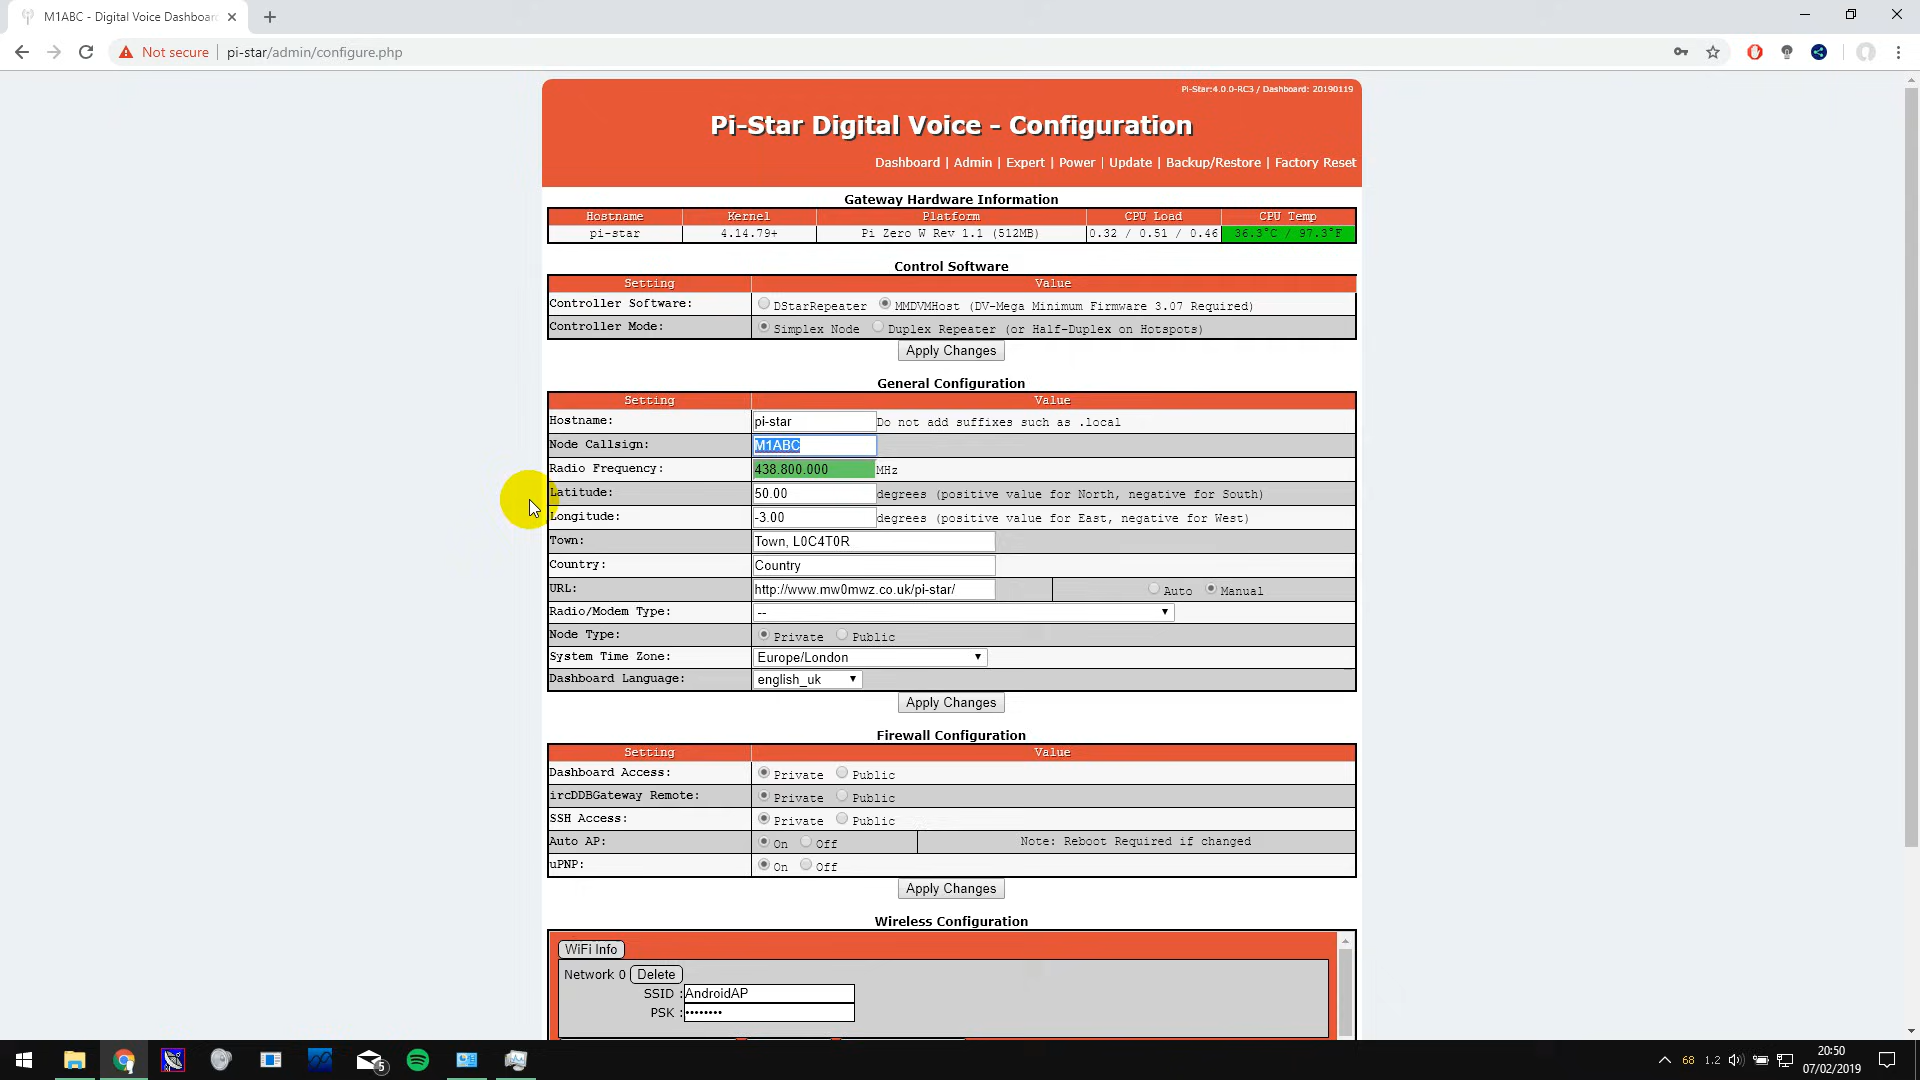 M1ABC - Digital Voice Dashboar
Not secure pi-star/admin/configure.php
Pi-Star:4.0.0-RC3 / Dashboard: 20190119
Pi-Star Digital Voice - Configuration
Dashboard | Admin | Expert | Power | Update | Backup/Restore | Factory Reset
Gateway Hardware Information
Hostname Kernel Platform CPU Load CPU Temp
pi-star 4.14.79+ Pi Zero W Rev 1.1 (512MB) 0.32 / 0.51 / 0.46 36.3°C / 97.3°F
Control Software
Setting Value
Controller Software: DStarRepeater MMDVMHost (DV-Mega Minimum Firmware 3.07 Required)
Controller Mode: Simplex Node Duplex Repeater (or Half-Duplex on Hotspots)
Apply Changes
General Configuration
Setting Value
Hostname: pi-star Do not add suffixes such as .local
Node Callsign: M1ABC
Radio Frequency: 438.800.000 MHz
Latitude: 50.00 degrees (positive value for North, negative for South)
Longitude: -3.00 degrees (positive value for East, negative for West)
Town: Town, L0C4T0R
Country: Country
URL: http://www.mw0mwz.co.uk/pi-star/ Auto Manual
Radio/Modem Type: --
Node Type: Private Public
System Time Zone: Europe/London
Dashboard Language: english_uk
Apply Changes
Firewall Configuration
Setting Value
Dashboard Access: Private Public
ircDDBGateway Remote: Private Public
SSH Access: Private Public
Auto AP: On Off Note: Reboot Required if changed
uPNP: On Off
Apply Changes
Wireless Configuration
WiFi Info
Network 0 Delete
SSID : AndroidAP
PSK : ••••••••
5 68 1.2 20:50
07/02/2019